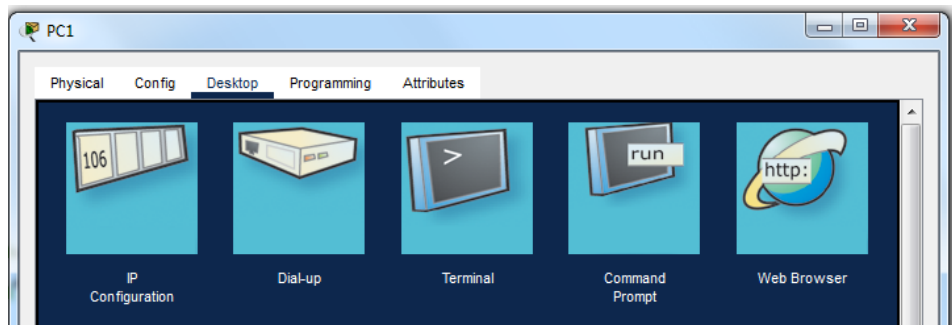 PC1
Physical Config Desktop Programming Attributes
106
>
run
http:
IP
Configuration
Dial-up
Terminal
Command
Prompt
Web Browser